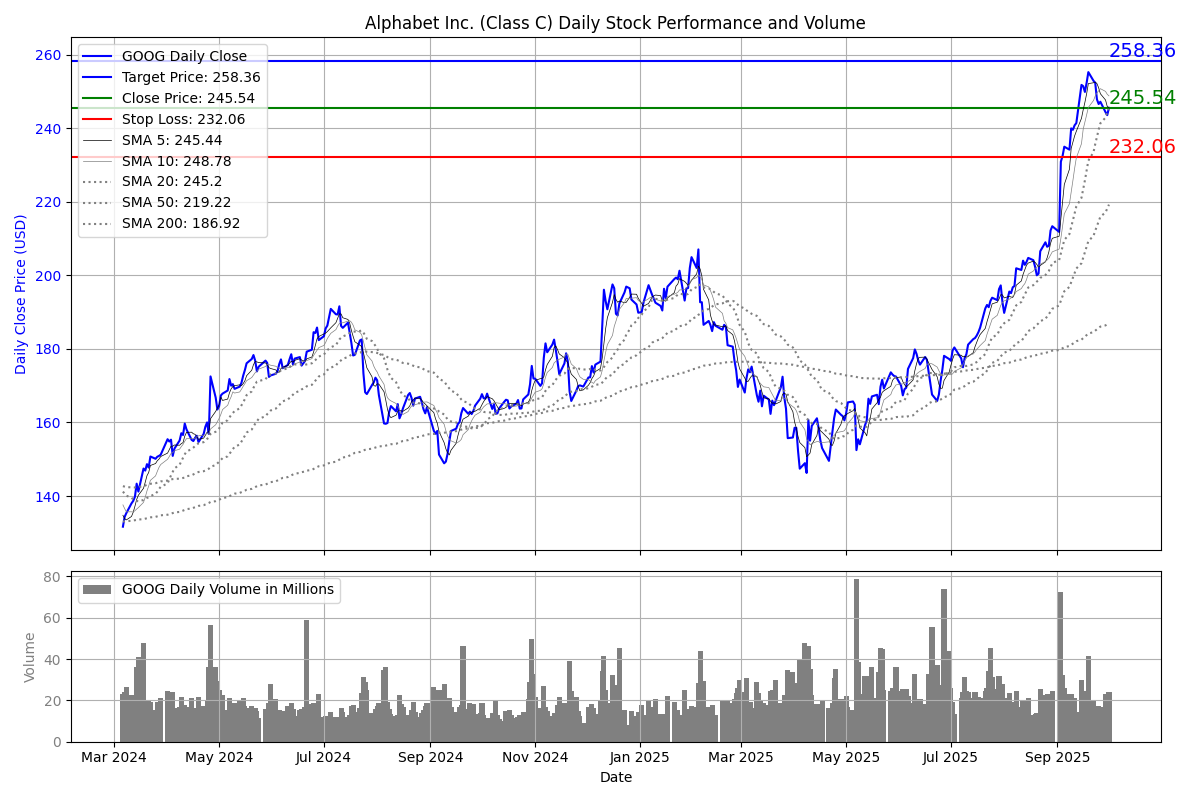 Alphabet Inc. (Class C) Daily Stock Performance and Volume
Daily Close Price (USD)
260
240
220
200
180
160
140
GOOG Daily Close
Target Price: 258.36
Close Price: 245.54
Stop Loss: 232.06
SMA 5: 245.44
SMA 10: 248.78
SMA 20: 245.2
SMA 50: 219.22
SMA 200: 186.92
258.36
245.54
232.06
Volume
80
60
40
20
0
GOOG Daily Volume in Millions
Mar 2024 May 2024 Jul 2024 Sep 2024 Nov 2024 Jan 2025 Mar 2025 May 2025 Jul 2025 Sep 2025
Date